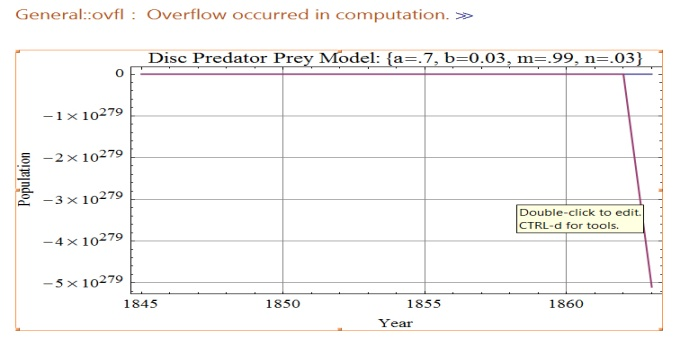 General::ovfl : Overflow occurred in computation. ≫
Disc Predator Prey Model: {a=.7, b=0.03, m=.99, n=.03}
0
−1×10^279
−2×10^279
−3×10^279
−4×10^279
−5×10^279
Population
Double-click to edit.
CTRL-d for tools.
1845 1850 1855 1860
Year